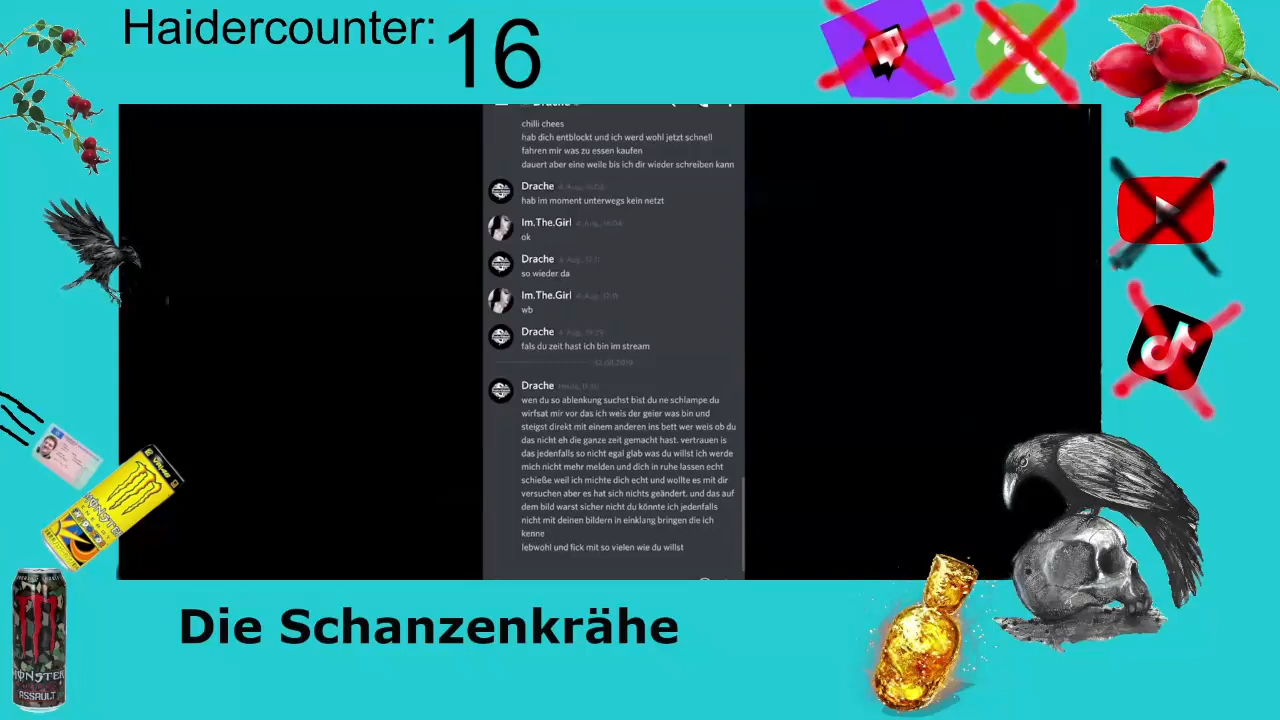 Haidercounter: 16
Drache
chilli chees
hab dich entblockt und ich werd wohl jetzt schnell
fahren mir was zu essen kaufen
dauert aber eine weile bis ich dir wieder schreiben kann
Drache
hab im moment unterwegs kein netzt
Im.The.Girl
ok
Drache
so wieder da
Im.The.Girl
wb
Drache
fals du zeit hast ich bin im stream
Drache
wen du so ablenkung suchst bist du ne schlampe du
wirfsat mir vor das ich weis der geier was bin und
steigst direkt mit einem anderen ins bett wer weis ob du
das nicht eh die ganze zeit gemacht hast. vertrauen is
das jedenfalls so nicht egal glab was du willst ich werde
mich nicht mehr melden und dich in ruhe lassen echt
schieße weil ich michte dich echt und wollte es mit dir
versuchen aber es hat sich nichts geändert. und das auf
dem bild warst sicher nicht du könnte ich jedenfalls
nicht mit deinen bildern in einklang bringen die ich
kenne
lebwohl und fick mit so vielen wie du willst
MONSTER
MONSTER
ASSAULT
Die Schanzenkrähe